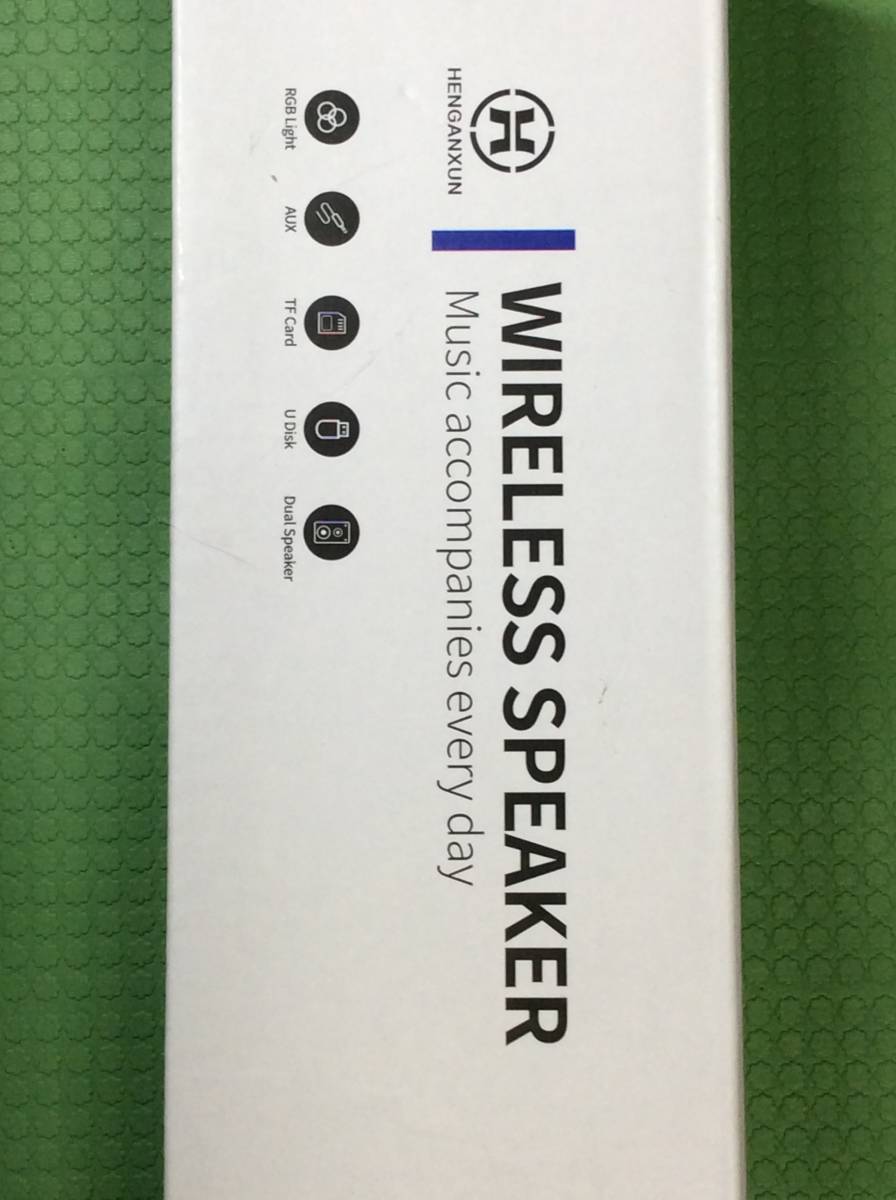 HENGANXUN
WIRELESS SPEAKER
Music accompanies every day
RGB Light
AUX
TF Card
U Disk
Dual Speaker